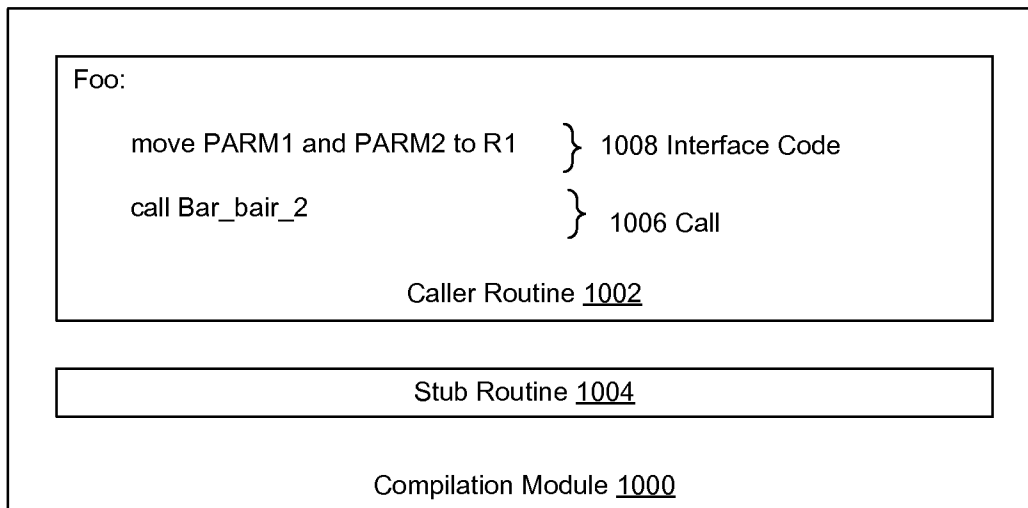 Foo:
move PARM1 and PARM2 to R1 } 1008 Interface Code
call Bar_bair_2 } 1006 Call
Caller Routine 1002
Stub Routine 1004
Compilation Module 1000